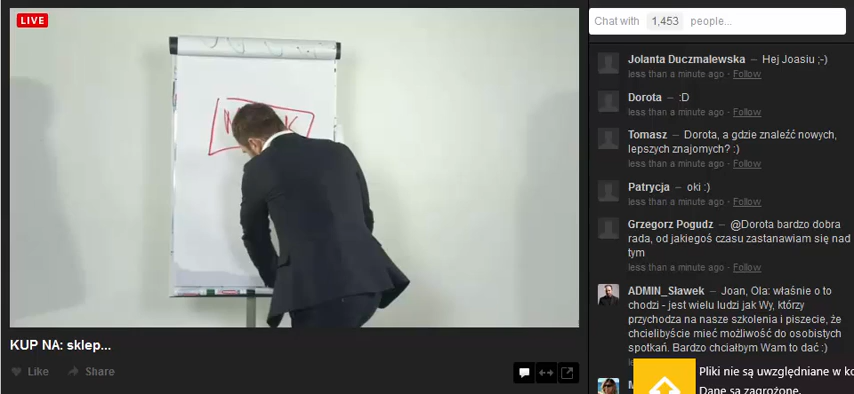 LIVE
KUP NA: sklep...
Like
Share
Chat with 1,453 people...
Jolanta Duczmalewska – Hej Joasiu ;-)
less than a minute ago - Follow
Dorota – :D
less than a minute ago - Follow
Tomasz – Dorota, a gdzie znaleźć nowych,
lepszych znajomych? :)
less than a minute ago - Follow
Patrycja – oki :)
less than a minute ago - Follow
Grzegorz Pogudz – @Dorota bardzo dobra
rada, od jakiegoś czasu zastanawiam się nad
tym
less than a minute ago - Follow
ADMIN_Sławek – Joan, Ola: właśnie o to
chodzi - jest wielu ludzi jak Wy, którzy
przychodza na nasze szkolenia i piszecie, że
chcielibyście mieć możliwość do osobistych
spotkań. Bardzo chciałbym Wam to dać :)
Pliki nie są uwzględniane w
Dane są zagrożone.